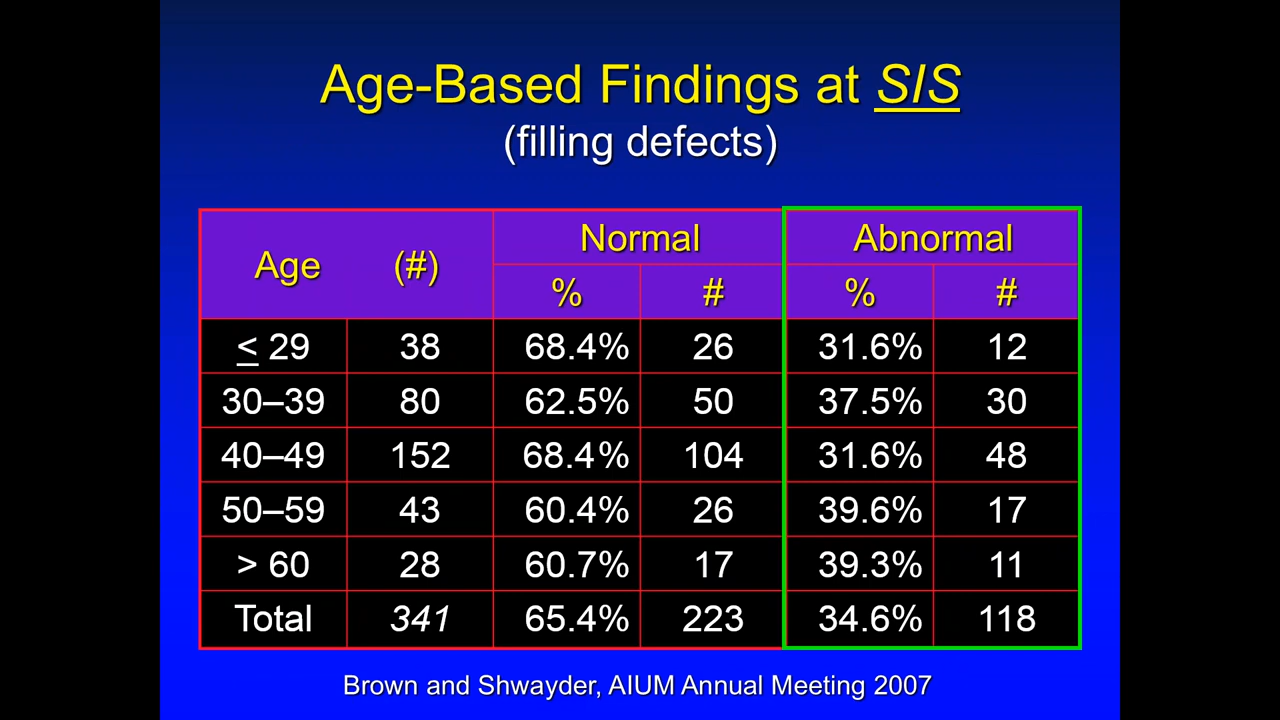 Age-Based Findings at SIS
(filling defects)
Age (#) Normal Abnormal
% # % #
< 29 38 68.4% 26 31.6% 12
30–39 80 62.5% 50 37.5% 30
40–49 152 68.4% 104 31.6% 48
50–59 43 60.4% 26 39.6% 17
> 60 28 60.7% 17 39.3% 11
Total 341 65.4% 223 34.6% 118
Brown and Shwayder, AIUM Annual Meeting 2007